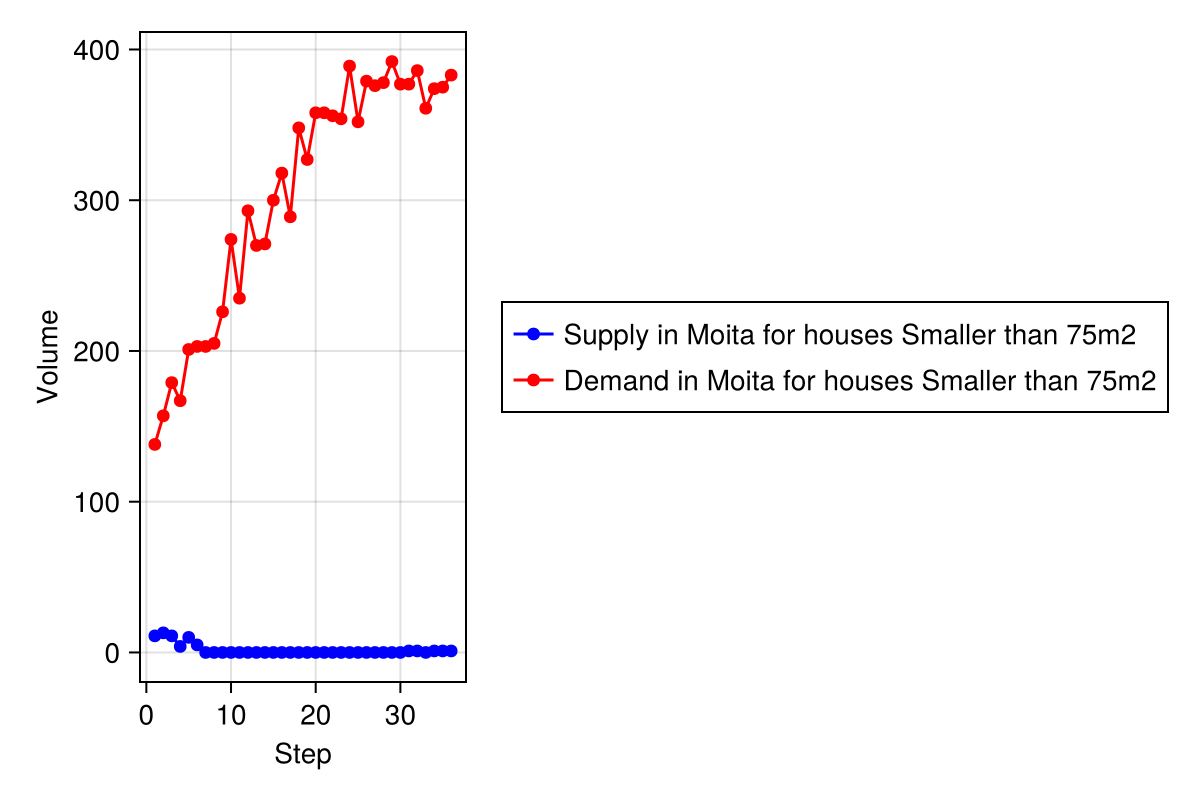 400
300
200
100
0
Volume
0 10 20 30
Step
Supply in Moita for houses Smaller than 75m2
Demand in Moita for houses Smaller than 75m2